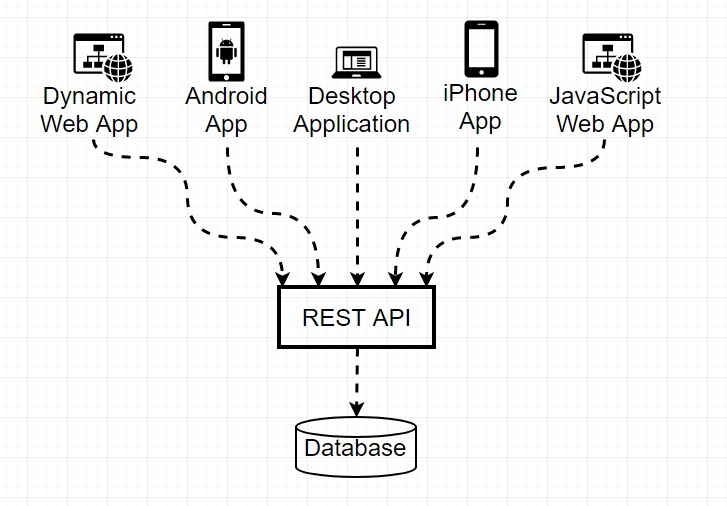 Dynamic
Web App
Android
App
Desktop
Application
iPhone
App
JavaScript
Web App
REST API
Database